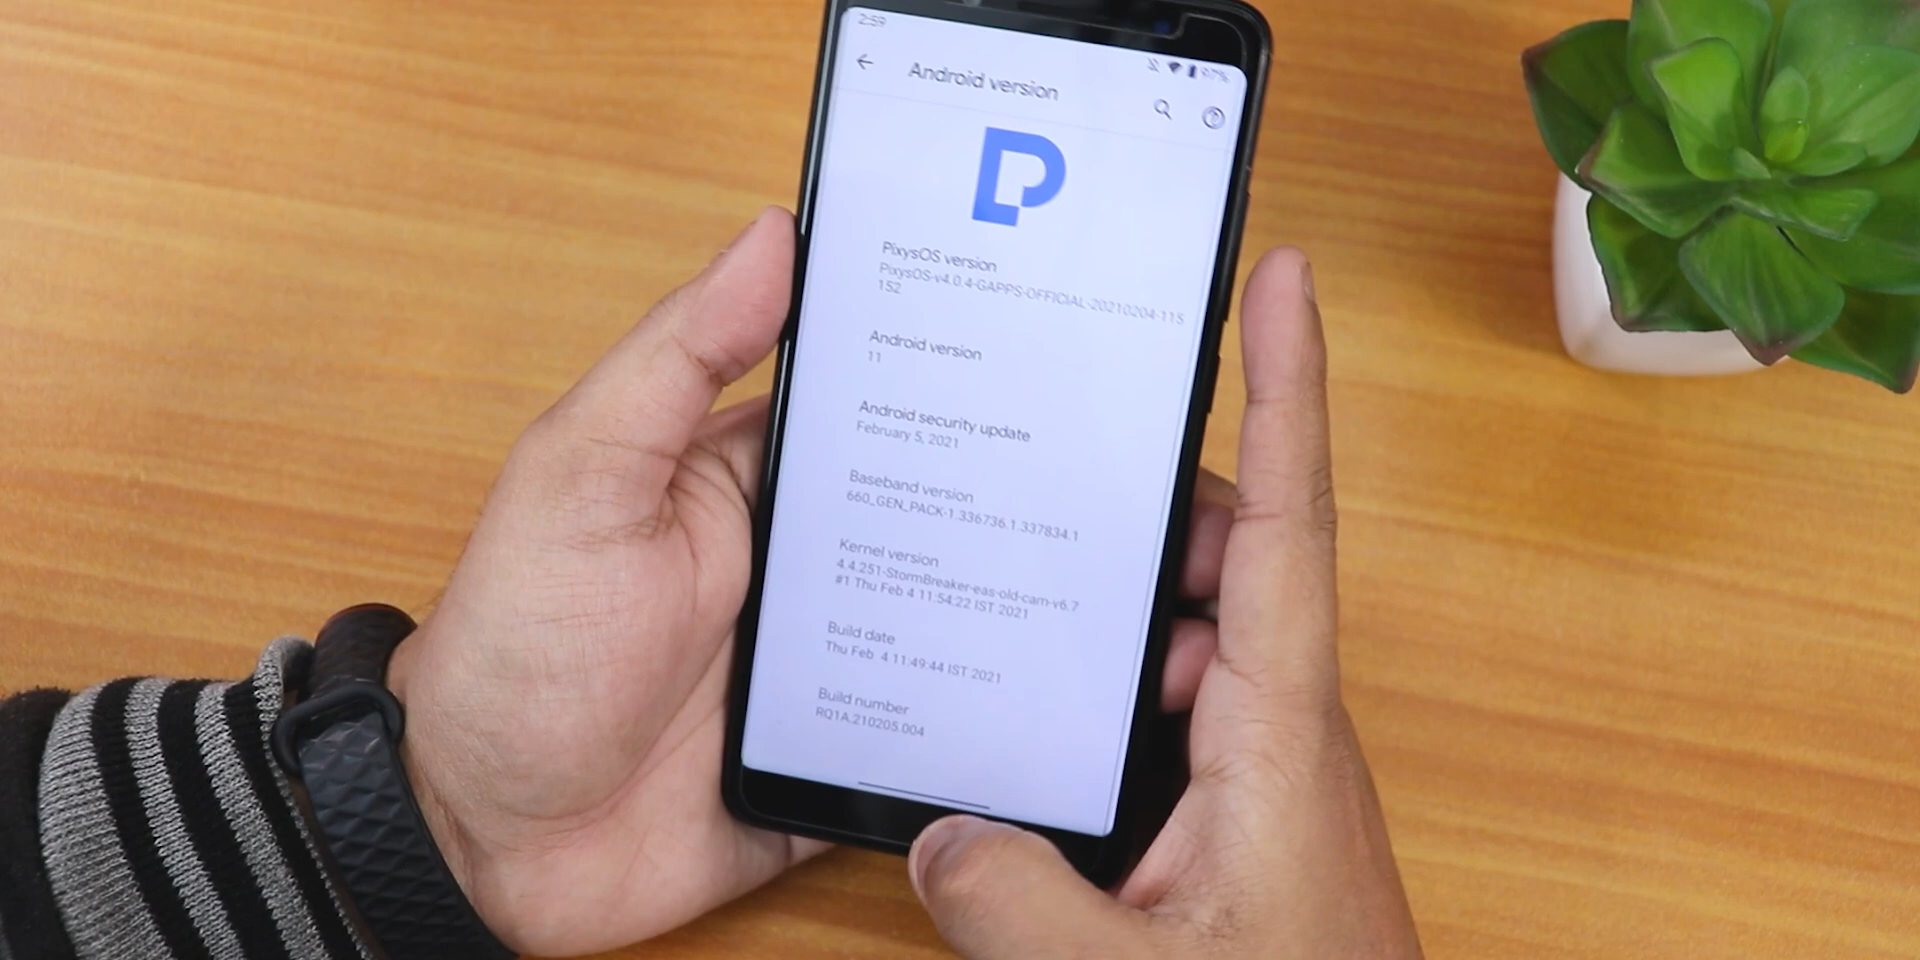 2:59
97%
Android version
PixysOS version
PixysOS-v4.0.4-GAPPS-OFFICIAL-20210204-115
152
Android version
11
Android security update
February 5, 2021
Baseband version
660_GEN_PACK-1.336736.1.337834.1
Kernel version
4.4.251-StormBreaker-eas-old-cam-v6.7
#1 Thu Feb 4 11:54:22 IST 2021
Build date
Thu Feb  4 11:49:44 IST 2021
Build number
RQ1A.210205.004